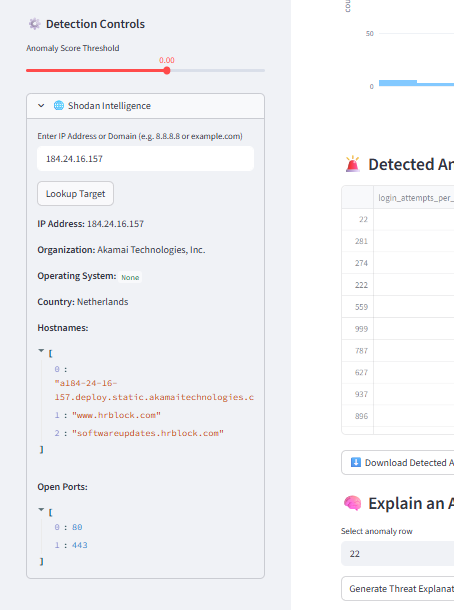 Detection Controls
Anomaly Score Threshold
0.00
Shodan Intelligence
Enter IP Address or Domain (e.g. 8.8.8.8 or example.com)
184.24.16.157
Lookup Target
IP Address: 184.24.16.157
Organization: Akamai Technologies, Inc.
Operating System: None
Country: Netherlands
Hostnames:
[
0 :
"a184-24-16-
157.deploy.static.akamaitechnologies.c
1 : "www.hrblock.com"
2 : "softwareupdates.hrblock.com"
]
Open Ports:
[
0 : 80
1 : 443
]
cou
50
0
Detected An
login_attempts_per_
22
281
274
222
559
999
787
627
937
896
Download Detected A
Explain an A
Select anomaly row
22
Generate Threat Explanat